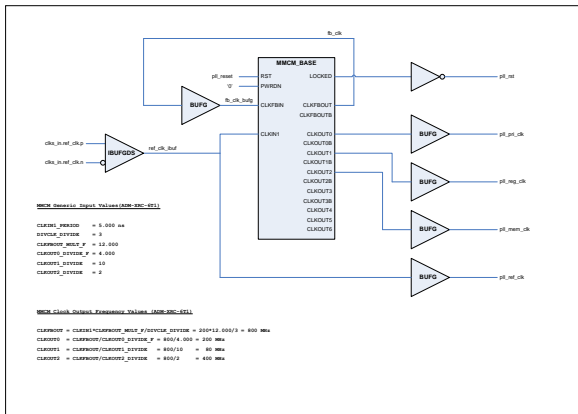 fb_clk
MMCM_BASE
pll_reset
RST
LOCKED
pll_rst
'0'
PWRDN
BUFG
fb_clk_bufg
CLKFBIN
CLKFBOUT
CLKFBOUTB
clks_in.ref_clk.p
IBUFGDS
ref_clk_ibuf
CLKIN1
CLKOUT0
BUFG
pll_pri_clk
clks_in.ref_clk.n
CLKOUT0B
CLKOUT1
CLKOUT1B
CLKOUT2
BUFG
pll_reg_clk
CLKOUT2B
CLKOUT3
CLKOUT3B
CLKOUT4
CLKOUT5
CLKOUT6
BUFG
pll_mem_clk
BUFG
pll_ref_clk
MMCM Generic Input Values(ADM-XRC-6T1)
CLKIN1_PERIOD = 5.000 ns
DIVCLK_DIVIDE = 3
CLKFBOUT_MULT_F = 12.000
CLKOUT0_DIVIDE_F = 4.000
CLKOUT1_DIVIDE = 10
CLKOUT2_DIVIDE = 2
MMCM Clock Output Frequency Values (ADM-XRC-6T1)
CLKFBOUT = CLKIN1*CLKFBOUT_MULT_F/DIVCLK_DIVIDE = 200*12.000/3 = 800 MHz
CLKOUT0 = CLKFBOUT/CLKOUT0_DIVIDE_F = 800/4.000 = 200 MHz
CLKOUT1 = CLKFBOUT/CLKOUT1_DIVIDE = 800/10 = 80 MHz
CLKOUT2 = CLKFBOUT/CLKOUT2_DIVIDE = 800/2 = 400 MHz